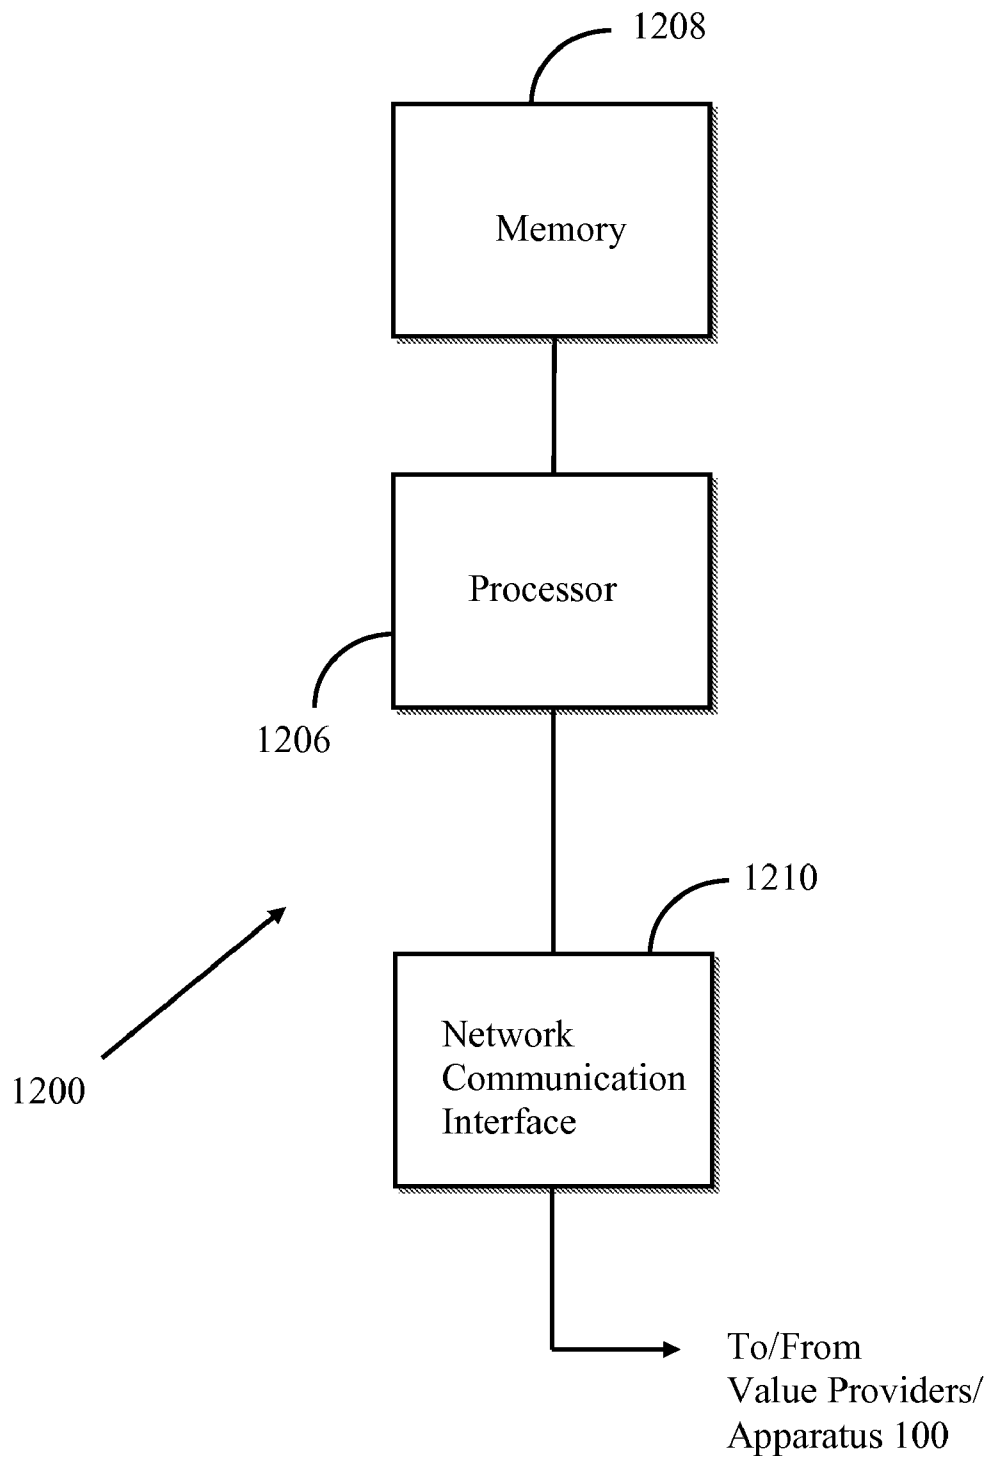 1208
Memory
Processor
1206
1210
Network
Communication
Interface
1200
To/From
Value Providers/
Apparatus 100